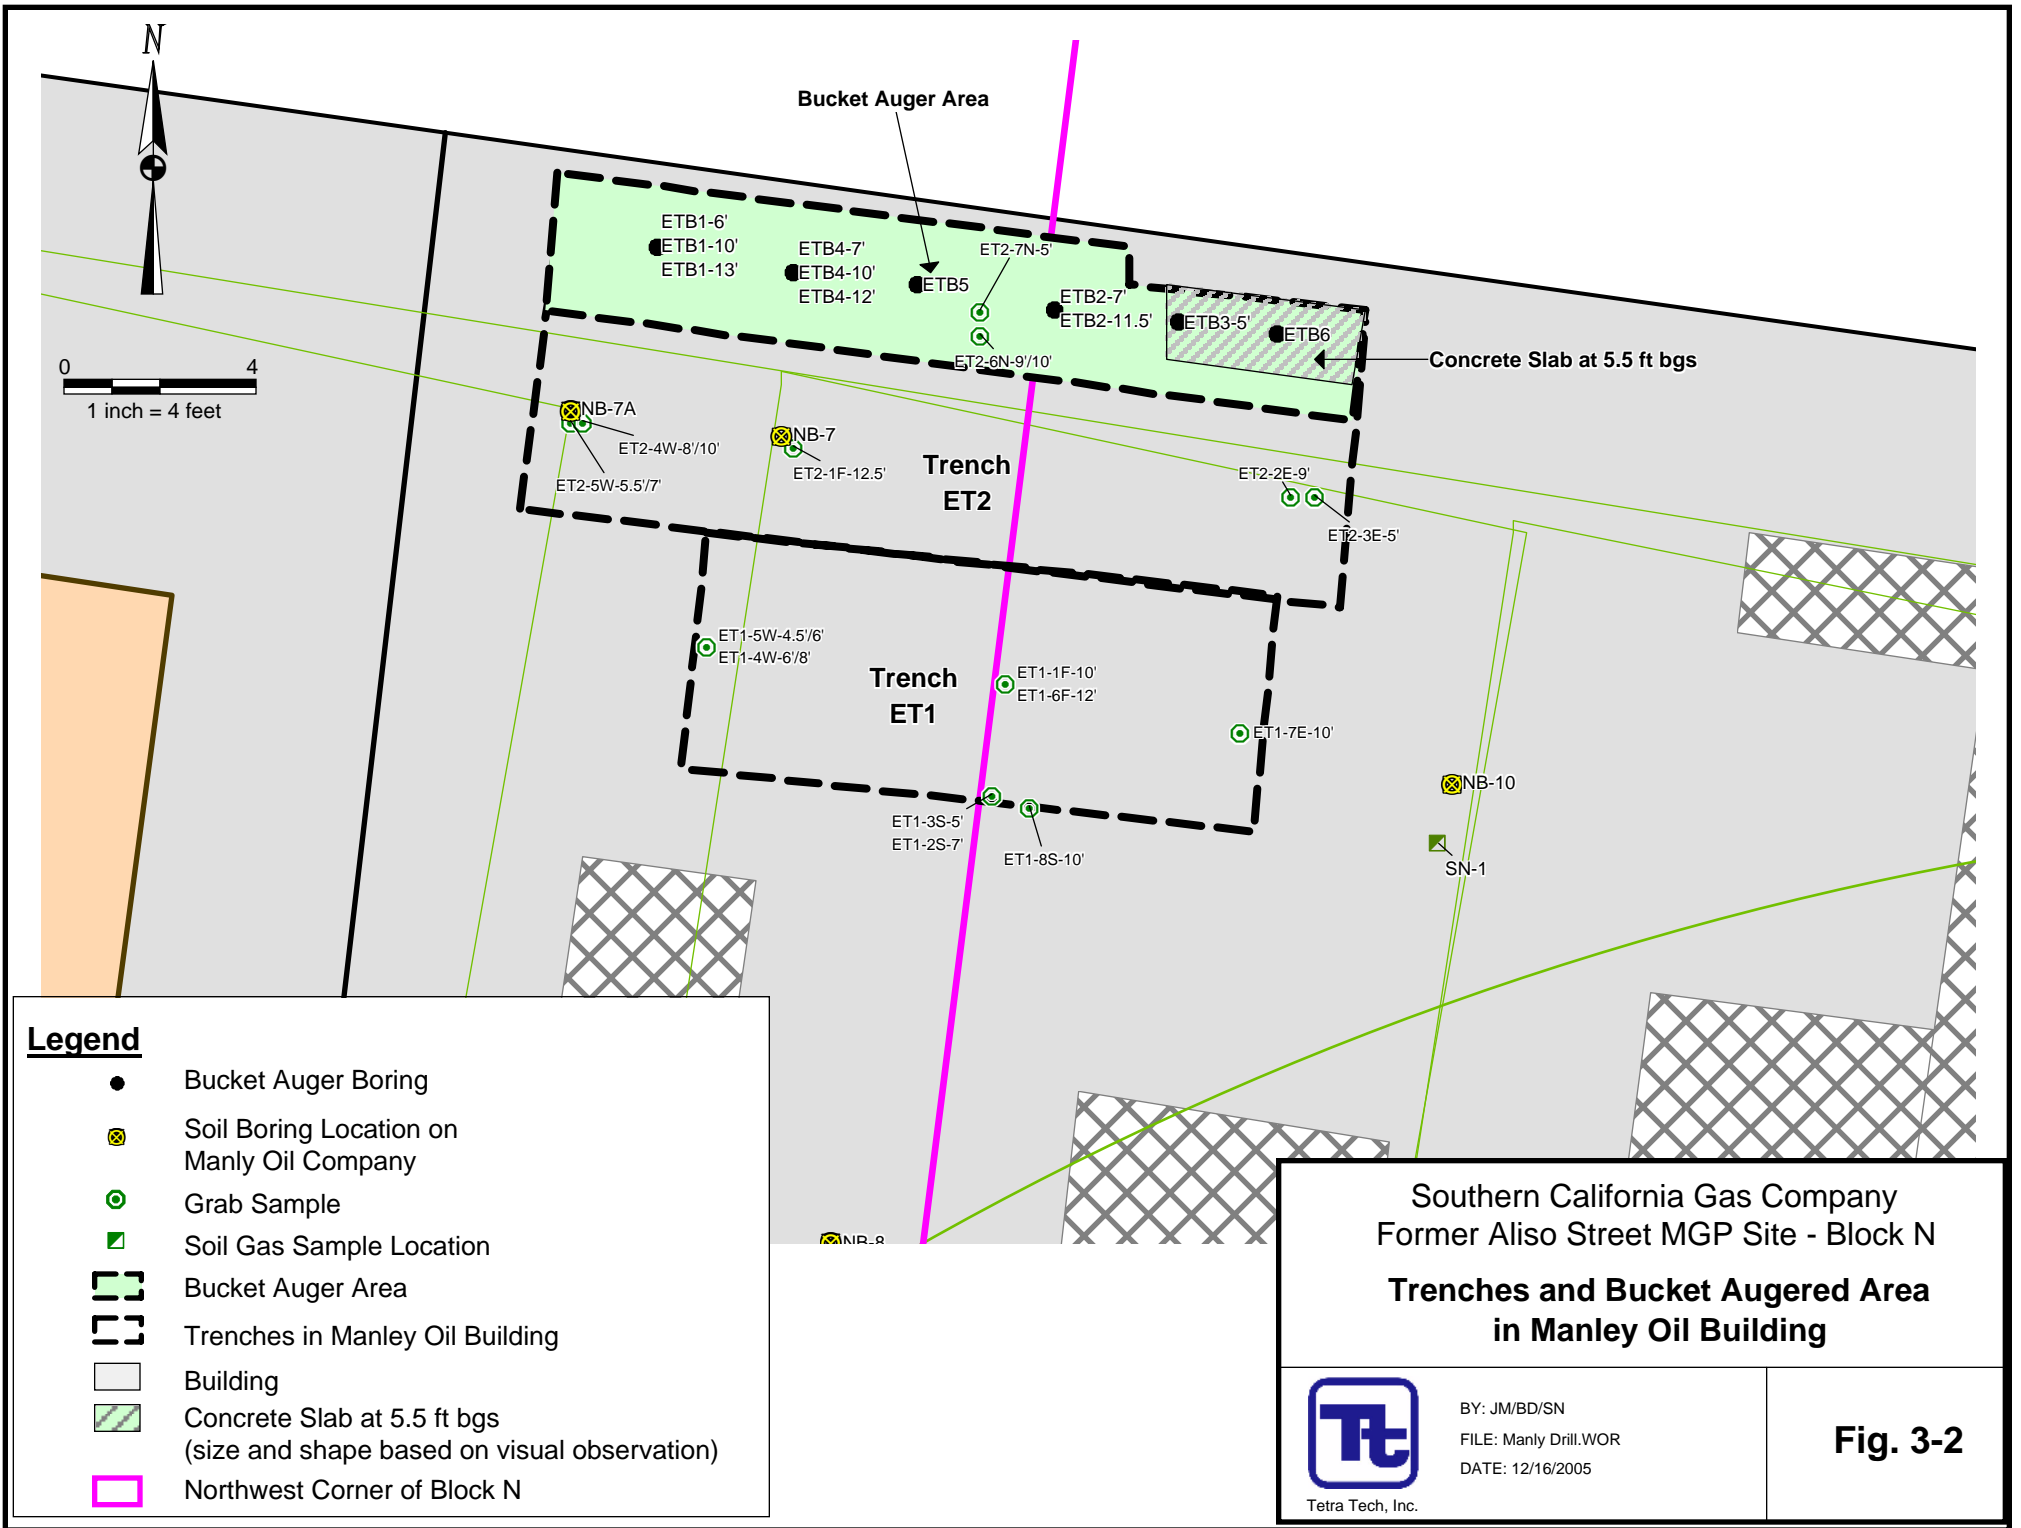 N
Bucket Auger Area
ETB1-6'
ETB1-10'
ETB1-13'
ETB4-7'
ETB4-10'
ETB4-12'
ETB5
ET2-7N-5'
ETB2-7'
ETB2-11.5'
ETB3-5'
ETB6
ET2-6N-9'/10'
Concrete Slab at 5.5 ft bgs
0 4
1 inch = 4 feet
NB-7A
ET2-4W-8'/10'
ET2-5W-5.5'/7'
NB-7
ET2-1F-12.5'
Trench
ET2
ET2-2E-9'
ET2-3E-5'
ET1-5W-4.5'/6'
ET1-4W-6'/8'
Trench
ET1
ET1-1F-10'
ET1-6F-12'
ET1-7E-10'
ET1-3S-5'
ET1-2S-7'
ET1-8S-10'
NB-10
SN-1
NB-8
Legend
Bucket Auger Boring
Soil Boring Location on
Manly Oil Company
Grab Sample
Soil Gas Sample Location
Bucket Auger Area
Trenches in Manley Oil Building
Building
Concrete Slab at 5.5 ft bgs
(size and shape based on visual observation)
Northwest Corner of Block N
Southern California Gas Company
Former Aliso Street MGP Site - Block N
Trenches and Bucket Augered Area
in Manley Oil Building
Tt
Tetra Tech, Inc.
BY: JM/BD/SN
FILE: Manly Drill.WOR
DATE: 12/16/2005
Fig. 3-2